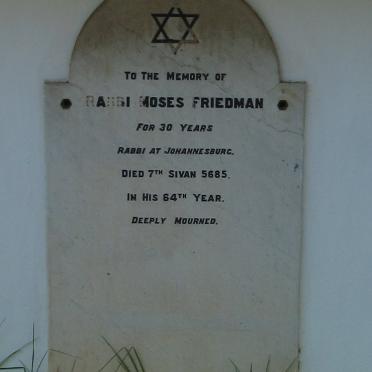 TO THE MEMORY OF
RABBI MOSES FRIEDMAN
FOR 30 YEARS
RABBI AT JOHANNESBURG.
DIED 7TH SIVAN 5685.
IN HIS 64TH YEAR.
DEEPLY MOURNED.